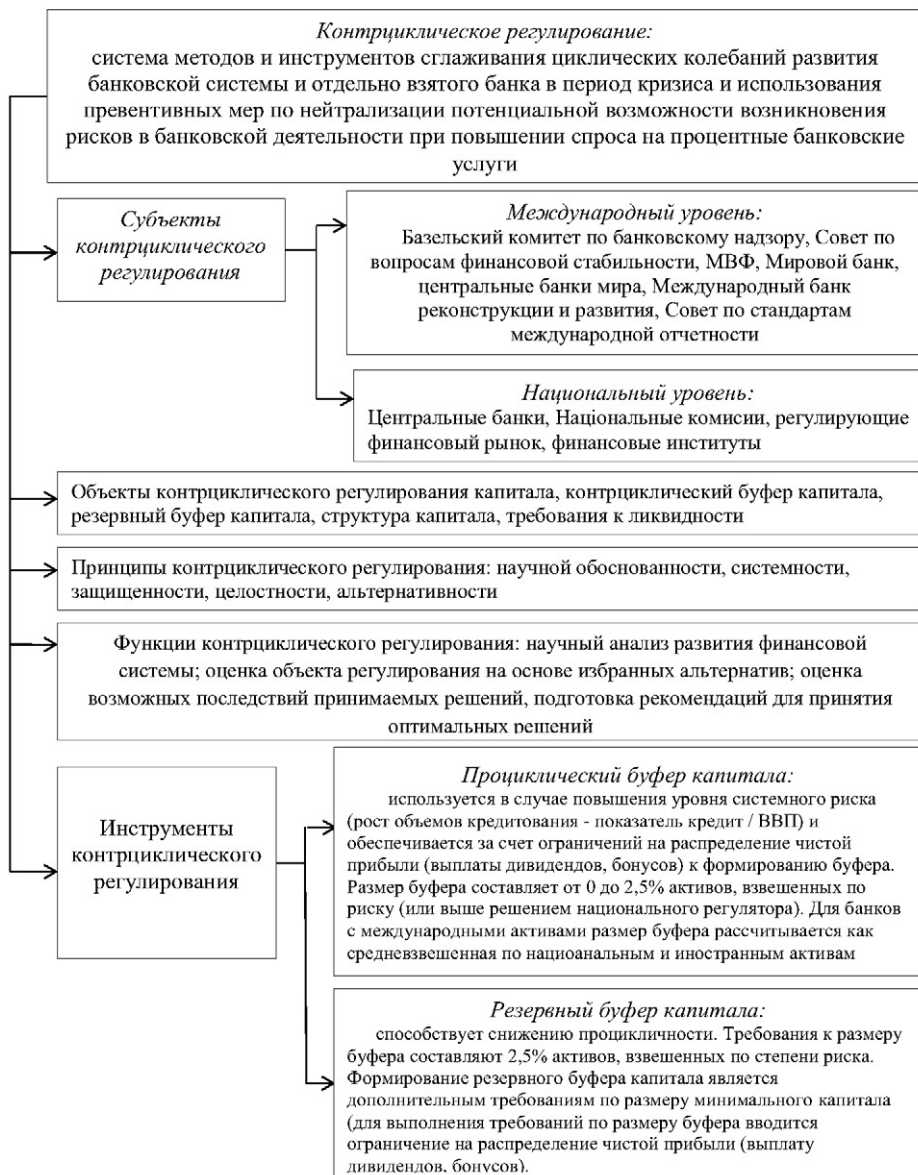 Контрциклическое регулирование:
система методов и инструментов сглаживания циклических колебаний развития
банковской системы и отдельно взятого банка в период кризиса и использования
превентивных мер по нейтрализации потенциальной возможности возникновения
рисков в банковской деятельности при повышении спроса на процентные банковские
услуги
Субъекты
контрциклического
регулирования
Международный уровень:
Базельский комитет по банковскому надзору, Совет по
вопросам финансовой стабильности, МВФ, Мировой банк,
центральные банки мира, Международный банк
реконструкции и развития, Совет по стандартам
международной отчетности
Национальный уровень:
Центральные банки, Національные комисии, регулирующие
финансовый рынок, финансовые институты
Объекты контрциклического регулирования капитала, контрциклический буфер капитала,
резервный буфер капитала, структура капитала, требования к ликвидности
Принципы контрциклического регулирования: научной обоснованности, системности,
защищенности, целостности, альтернативности
Функции контрциклического регулирования: научный анализ развития финансовой
системы; оценка объекта регулирования на основе избранных альтернатив; оценка
возможных последствий принимаемых решений, подготовка рекомендаций для принятия
оптимальных решений
Инструменты
контрциклического
регулирования
Проциклический буфер капитала:
используется в случае повышения уровня системного риска
(рост объемов кредитования - показатель кредит / ВВП) и
обеспечивается за счет ограничений на распределение чистой
прибыли (выплаты дивидендов, бонусов) к формированию буфера.
Размер буфера составляет от 0 до 2,5% активов, взвешенных по
риску (или выше решением национального регулятора). Для банков
с международными активами размер буфера рассчитывается как
средневзвешенная по нациоанальным и иностранным активам
Резервный буфер капитала:
способствует снижению процикличности. Требования к размеру
буфера составляют 2,5% активов, взвешенных по степени риска.
Формирование резервного буфера капитала является
дополнительным требованиям по размеру минимального капитала
(для выполнения требований по размеру буфера вводится
ограничение на распределение чистой прибыли (выплату
дивидендов, бонусов).